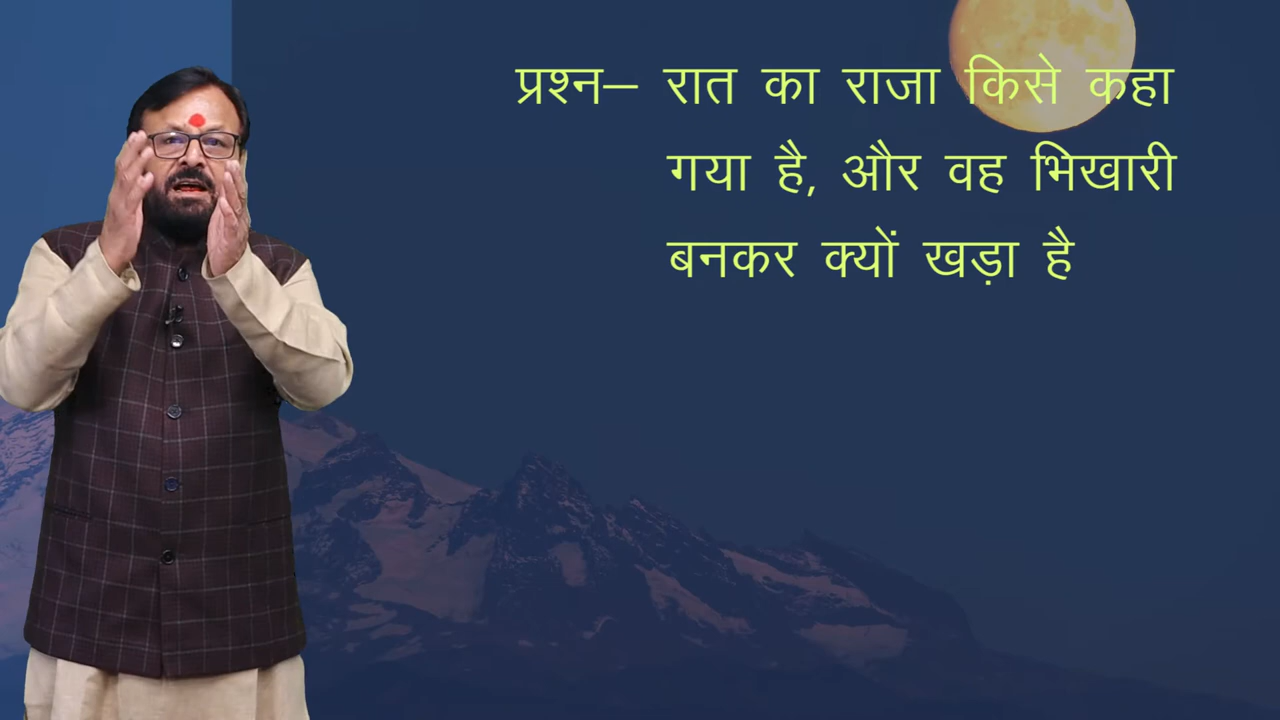 प्रश्न– रात का राजा किसे कहा
गया है, और वह भिखारी
बनकर क्यों खड़ा है